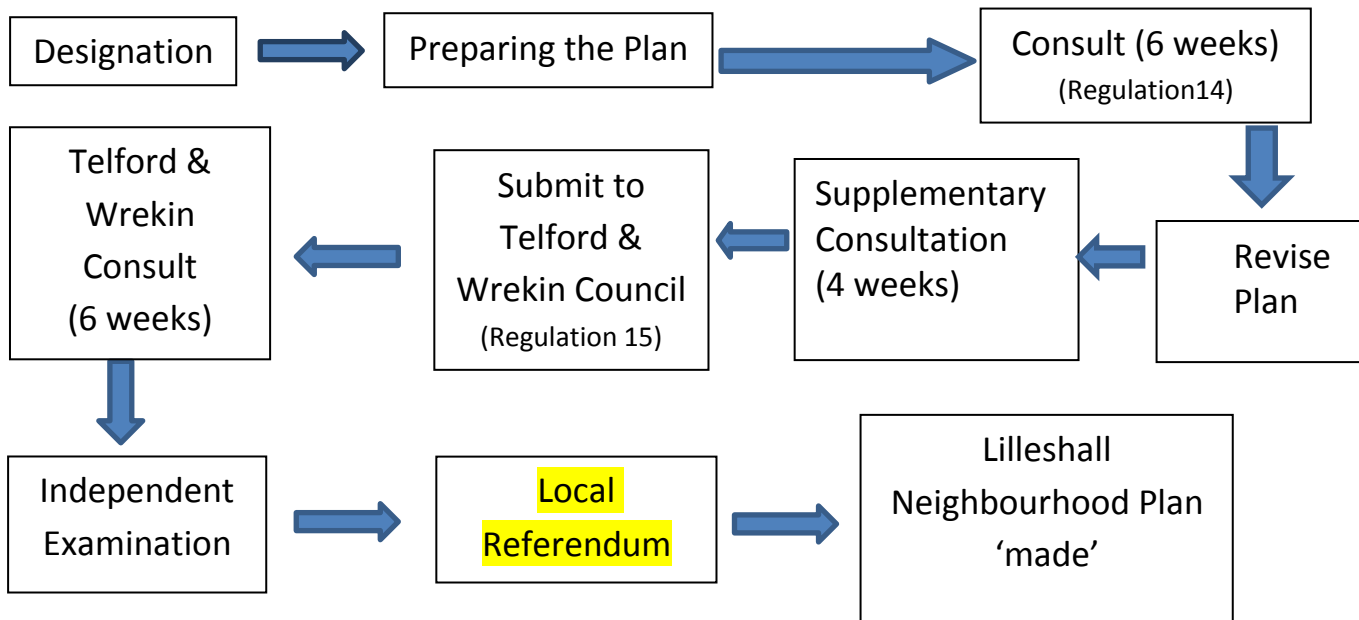 Designation
Preparing the Plan
Consult (6 weeks)
(Regulation14)
Revise
Plan
Supplementary
Consultation
(4 weeks)
Submit to
Telford &
Wrekin Council
(Regulation 15)
Telford &
Wrekin
Consult
(6 weeks)
Independent
Examination
Local
Referendum
Lilleshall
Neighbourhood Plan
‘made’